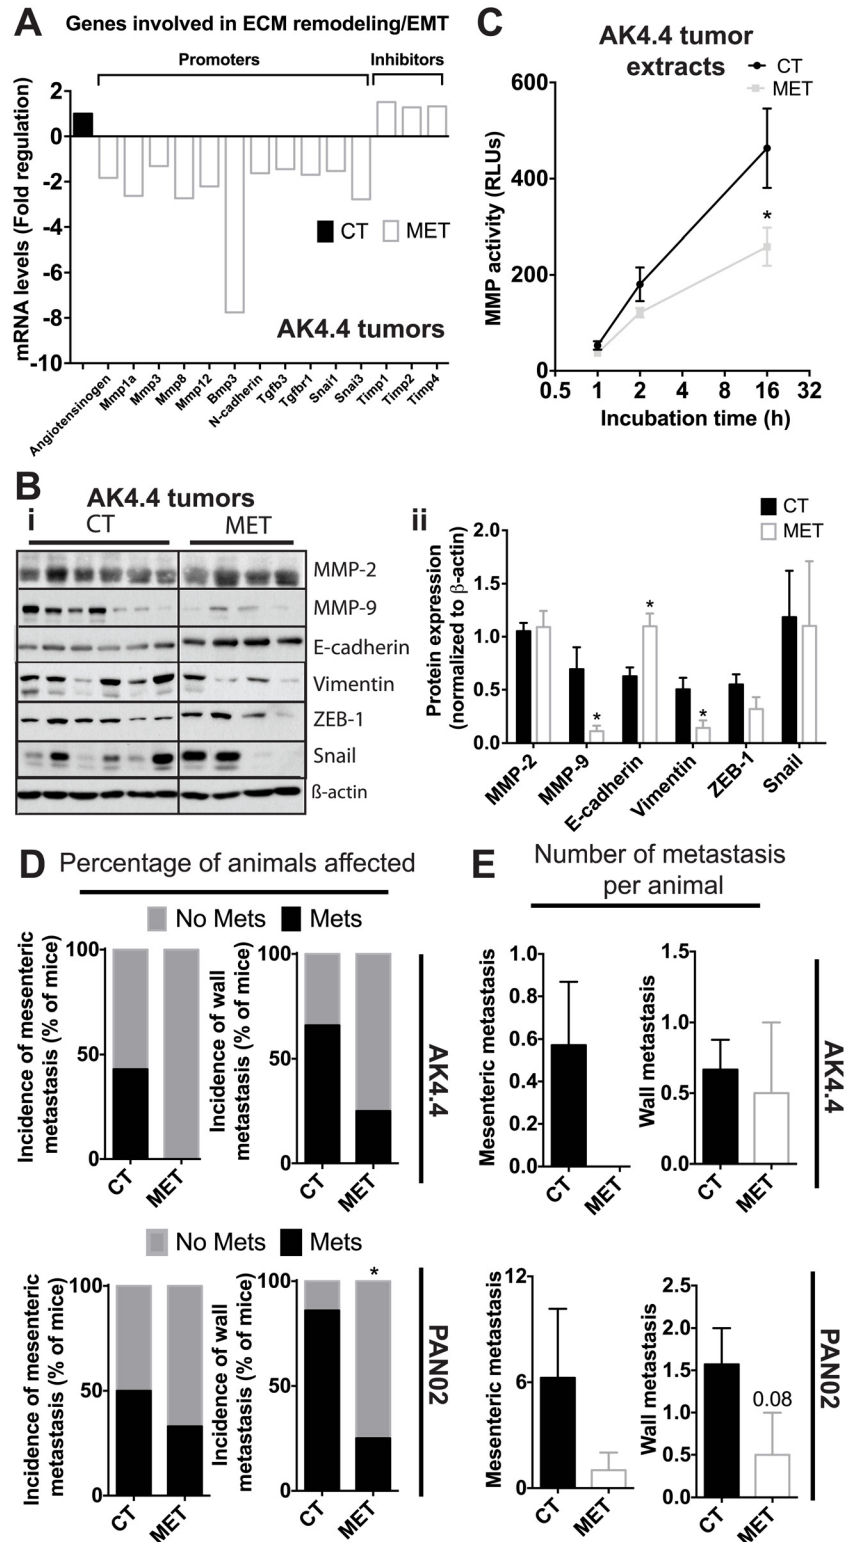 A
Genes involved in ECM remodeling/EMT
Promoters
Inhibitors
mRNA levels (Fold regulation)
2
0
-2
-4
-6
-8
-10
CT
MET
AK4.4 tumors
Angiotensinogen
Mmp1a
Mmp3
Mmp8
Mmp12
Bmp3
N-cadherin
Tgfb3
Tgfbr1
Snai1
Snai3
Timp1
Timp2
Timp4
C
AK4.4 tumor
extracts
CT
MET
MMP activity (RLUs)
600
400
200
0
*
0.5
1
2
4
8
16
32
Incubation time (h)
B
AK4.4 tumors
i
CT
MET
MMP-2
MMP-9
E-cadherin
Vimentin
ZEB-1
Snail
ß-actin
ii
CT
MET
Protein expression
(normalized to β-actin)
2.0
1.5
1.0
0.5
0.0
*
*
*
MMP-2
MMP-9
E-cadherin
Vimentin
ZEB-1
Snail
D
Percentage of animals affected
No Mets
Mets
Incidence of mesenteric
metastasis (% of mice)
100
50
0
CT
MET
Incidence of wall
metastasis (% of mice)
100
50
0
CT
MET
AK4.4
No Mets
Mets
Incidence of mesenteric
metastasis (% of mice)
100
50
0
CT
MET
Incidence of wall
metastasis (% of mice)
100
50
0
*
CT
MET
PAN02
E
Number of metastasis
per animal
Mesenteric metastasis
1.0
0.8
0.6
0.4
0.2
0.0
CT
MET
Wall metastasis
1.5
1.0
0.5
0.0
CT
MET
AK4.4
Mesenteric metastasis
12
6
0
CT
MET
Wall metastasis
2.5
2.0
1.5
1.0
0.5
0.0
0.08
CT
MET
PAN02